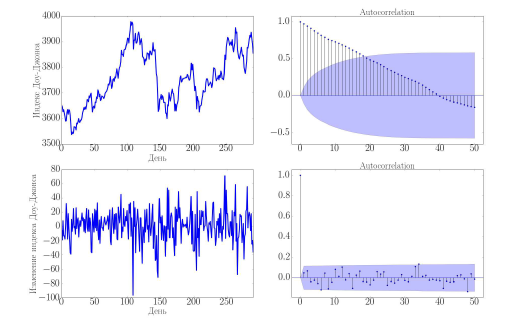 Autocorrelation
4000
3900
3800
3700
3600
3500
Индекс Доу-Джонса
0 50 100 150 200 250
День
1.0
0.5
0.0
−0.5
0 10 20 30 40 50
Autocorrelation
80
60
40
20
0
−20
−40
−60
−80
−100
Изменение индекса Доу-Джонса
0 50 100 150 200 250
День
1.0
0.8
0.6
0.4
0.2
0.0
0 10 20 30 40 50